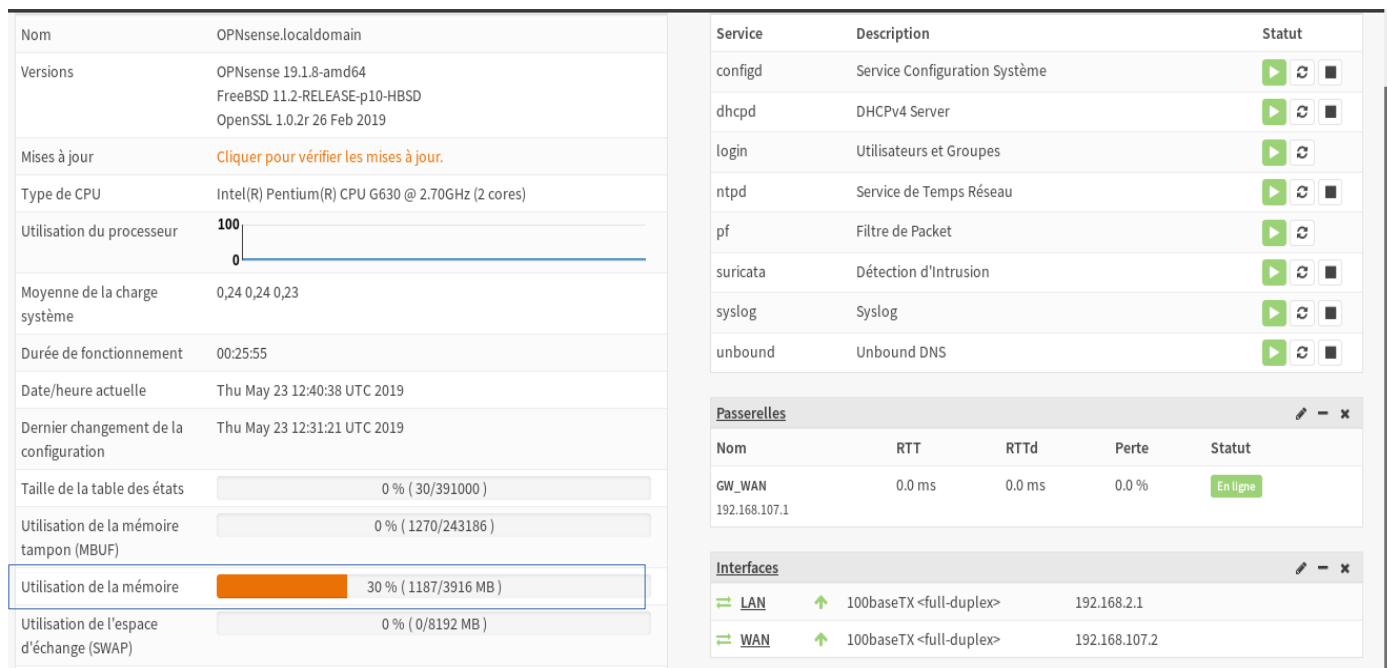 Nom OPNsense.localdomain
Versions OPNsense 19.1.8-amd64
FreeBSD 11.2-RELEASE-p10-HBSD
OpenSSL 1.0.2r 26 Feb 2019
Mises à jour Cliquer pour vérifier les mises à jour.
Type de CPU Intel(R) Pentium(R) CPU G630 @ 2.70GHz (2 cores)
Utilisation du processeur 100
0
Moyenne de la charge 0,24 0,24 0,23
système
Durée de fonctionnement 00:25:55
Date/heure actuelle Thu May 23 12:40:38 UTC 2019
Dernier changement de la Thu May 23 12:31:21 UTC 2019
configuration
Taille de la table des états 0 % ( 30/391000 )
Utilisation de la mémoire 0 % ( 1270/243186 )
tampon (MBUF)
Utilisation de la mémoire 30 % ( 1187/3916 MB )
Utilisation de l'espace 0 % ( 0/8192 MB )
d'échange (SWAP)
Service Description Statut
configd Service Configuration Système
dhcpd DHCPv4 Server
login Utilisateurs et Groupes
ntpd Service de Temps Réseau
pf Filtre de Packet
suricata Détection d'Intrusion
syslog Syslog
unbound Unbound DNS
Passerelles
Nom RTT RTTd Perte Statut
GW_WAN 0.0 ms 0.0 ms 0.0 % En ligne
192.168.107.1
Interfaces
LAN 100baseTX <full-duplex> 192.168.2.1
WAN 100baseTX <full-duplex> 192.168.107.2